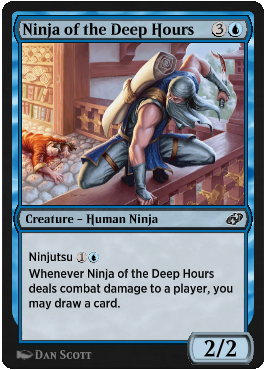 Ninja of the Deep Hours 3
Creature – Human Ninja
Ninjutsu 1
Whenever Ninja of the Deep Hours
deals combat damage to a player, you
may draw a card.
Dan Scott
2/2